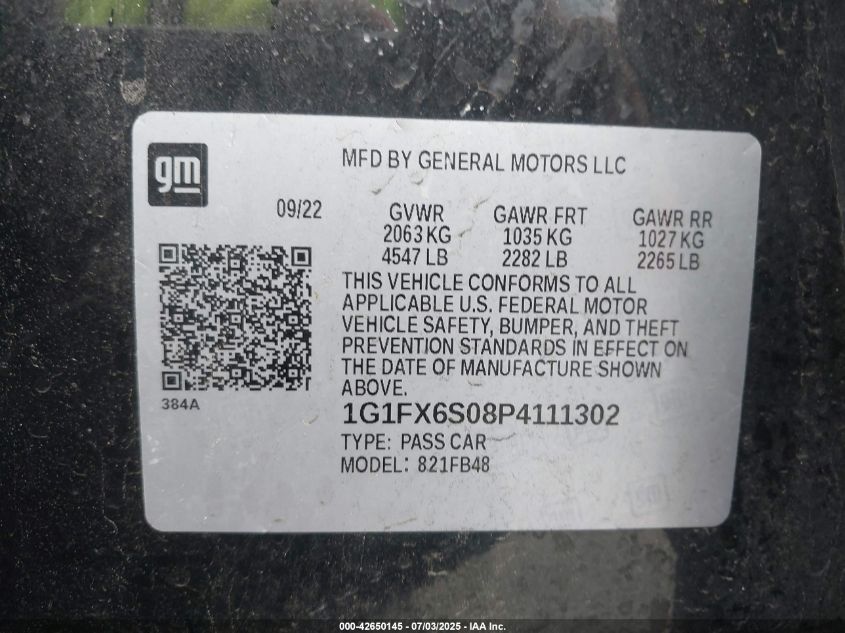 gm
MFD BY GENERAL MOTORS LLC
09/22
GVWR GAWR FRT GAWR RR
2063 KG 1035 KG 1027 KG
4547 LB 2282 LB 2265 LB
THIS VEHICLE CONFORMS TO ALL
APPLICABLE U.S. FEDERAL MOTOR
VEHICLE SAFETY, BUMPER, AND THEFT
PREVENTION STANDARDS IN EFFECT ON
THE DATE OF MANUFACTURE SHOWN
ABOVE.
384A
1G1FX6S08P4111302
TYPE: PASS CAR
MODEL: 821FB48
gm
000-42650145 - 07/03/2025 - IAA Inc.